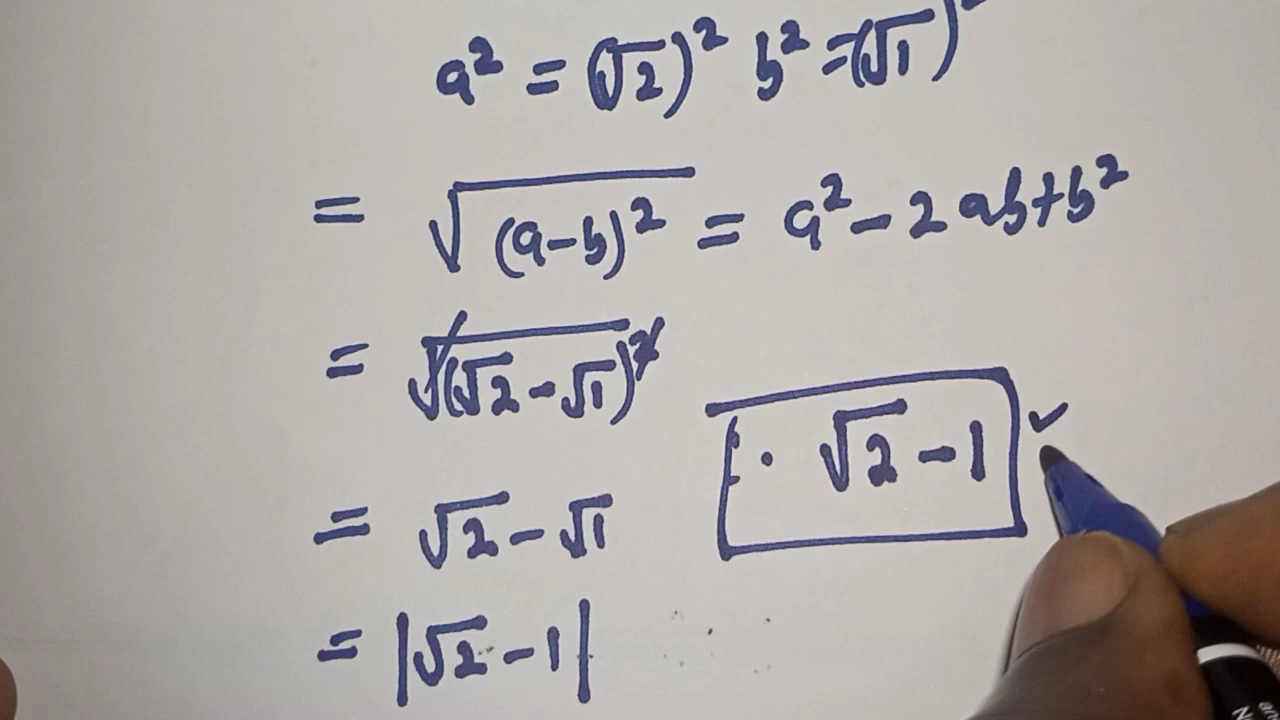 a² = (√2)² b² = (√1)²
= √(a-b)² = a² - 2ab + b²
= √(√2 - √1)²
= √2 - √1
. √2 - 1 ✓
= |√2 - 1|